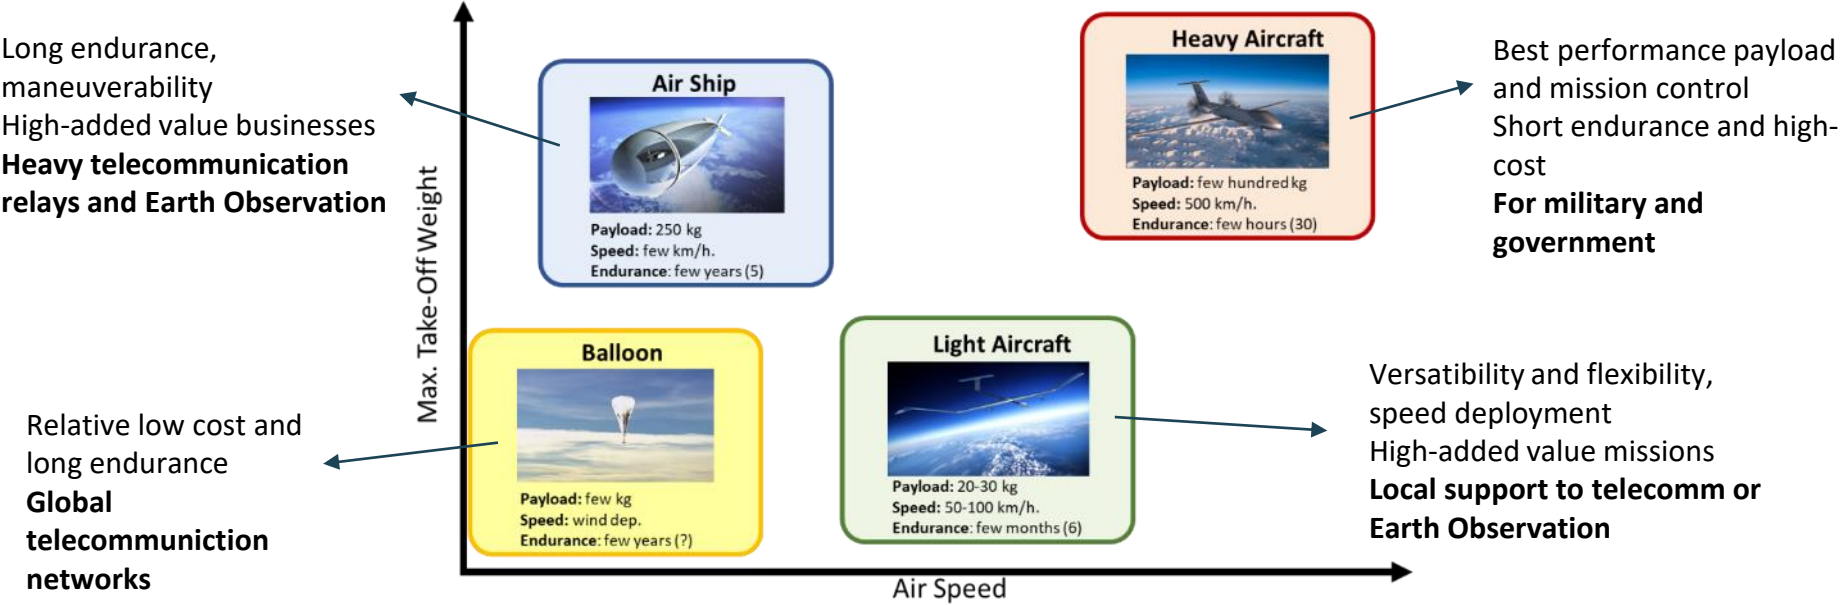 Long endurance,
maneuverability
High-added value businesses
Heavy telecommunication
relays and Earth Observation
Relative low cost and
long endurance
Global
telecommuniction
networks
Max. Take-Off Weight
Air Ship
Payload: 250 kg
Speed: few km/h.
Endurance: few years (5)
Balloon
Payload: few kg
Speed: wind dep.
Endurance: few years (?)
Heavy Aircraft
Payload: few hundred kg
Speed: 500 km/h.
Endurance: few hours (30)
Light Aircraft
Payload: 20-30 kg
Speed: 50-100 km/h.
Endurance: few months (6)
Air Speed
Best performance payload
and mission control
Short endurance and high-
cost
For military and
government
Versatibility and flexibility,
speed deployment
High-added value missions
Local support to telecomm or
Earth Observation